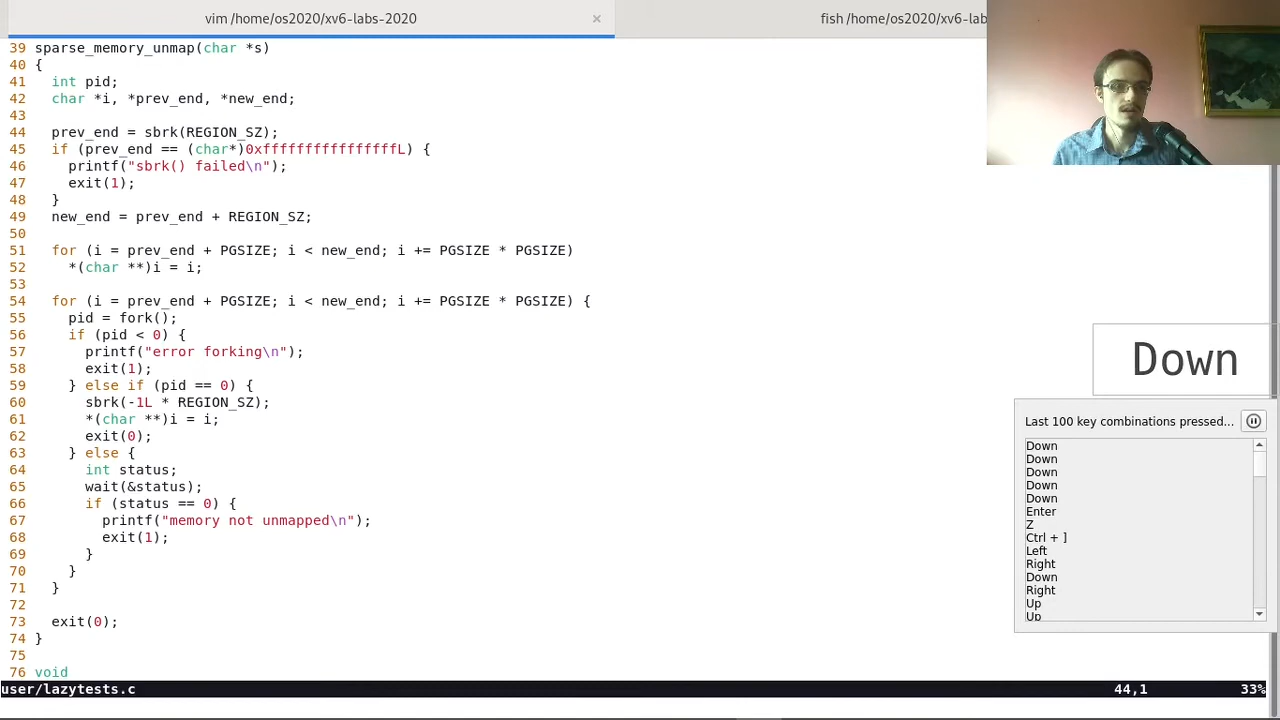 vim /home/os2020/xv6-labs-2020
×
fish /home/os2020/xv6-lab
39 sparse_memory_unmap(char *s)
40 {
41   int pid;
42   char *i, *prev_end, *new_end;
43
44   prev_end = sbrk(REGION_SZ);
45   if (prev_end == (char*)0xffffffffffffffffL) {
46     printf("sbrk() failed\n");
47     exit(1);
48   }
49   new_end = prev_end + REGION_SZ;
50
51   for (i = prev_end + PGSIZE; i < new_end; i += PGSIZE * PGSIZE)
52     *(char **)i = i;
53
54   for (i = prev_end + PGSIZE; i < new_end; i += PGSIZE * PGSIZE) {
55     pid = fork();
56     if (pid < 0) {
57       printf("error forking\n");
58       exit(1);
59     } else if (pid == 0) {
60       sbrk(-1L * REGION_SZ);
61       *(char **)i = i;
62       exit(0);
63     } else {
64       int status;
65       wait(&status);
66       if (status == 0) {
67         printf("memory not unmapped\n");
68         exit(1);
69       }
70     }
71   }
72
73   exit(0);
74 }
75
76 void
user/lazytests.c
44,1
33%
Down
Last 100 key combinations pressed...
Down
Down
Down
Down
Down
Enter
Z
Ctrl + ]
Left
Right
Down
Right
Up
Up